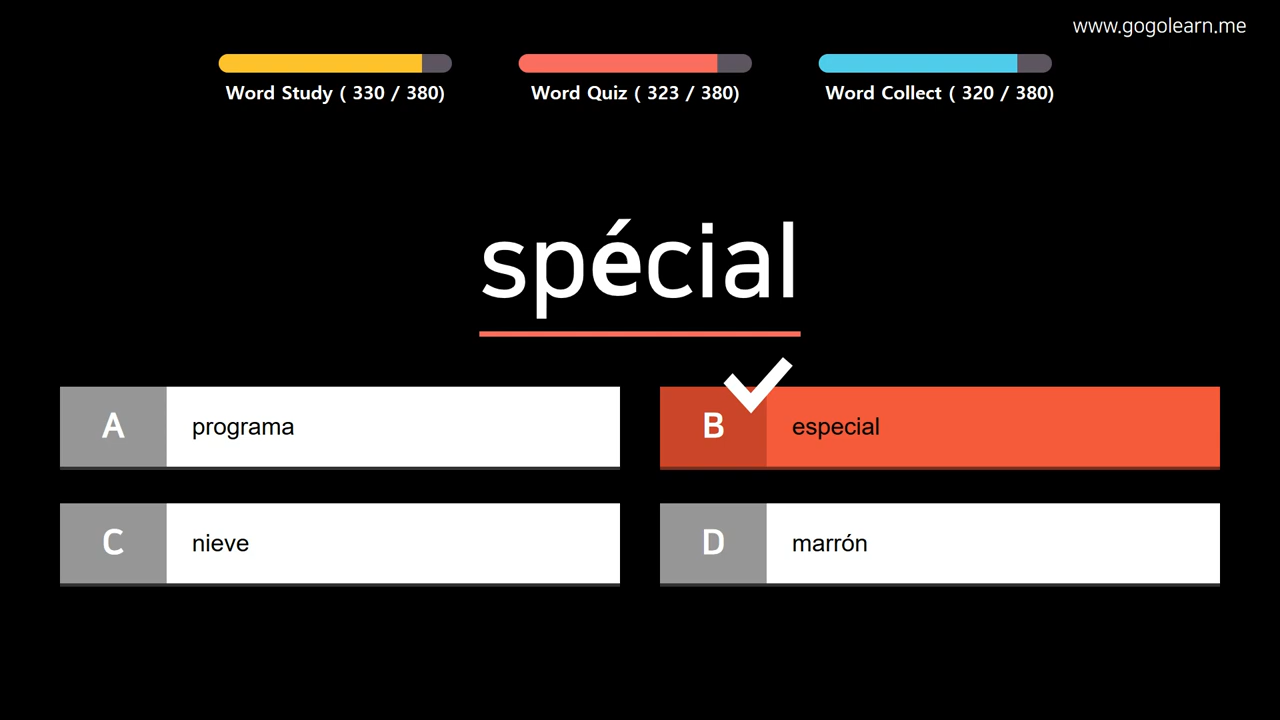 www.gogolearn.me
Word Study ( 330 / 380)
Word Quiz ( 323 / 380)
Word Collect ( 320 / 380)
spécial
A programa
B especial
C nieve
D marrón